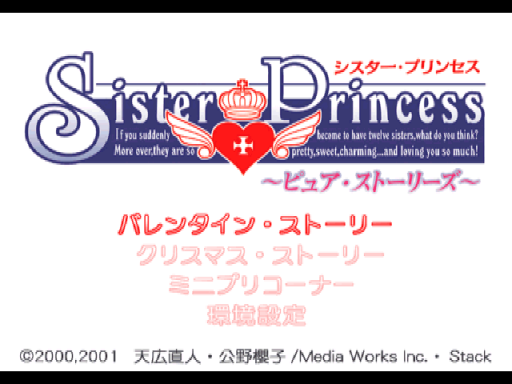 シスター・プリンセス
Sister Princess
If you suddenly become to have twelve sisters,what do you think?
More over,they are so pretty,sweet,charming...and loving you so much!
～ピュア・ストーリーズ～
バレンタイン・ストーリー
クリスマス・ストーリー
ミニプリコーナー
環境設定
©2000,2001 天広直人・公野櫻子/Media Works Inc.・ Stack